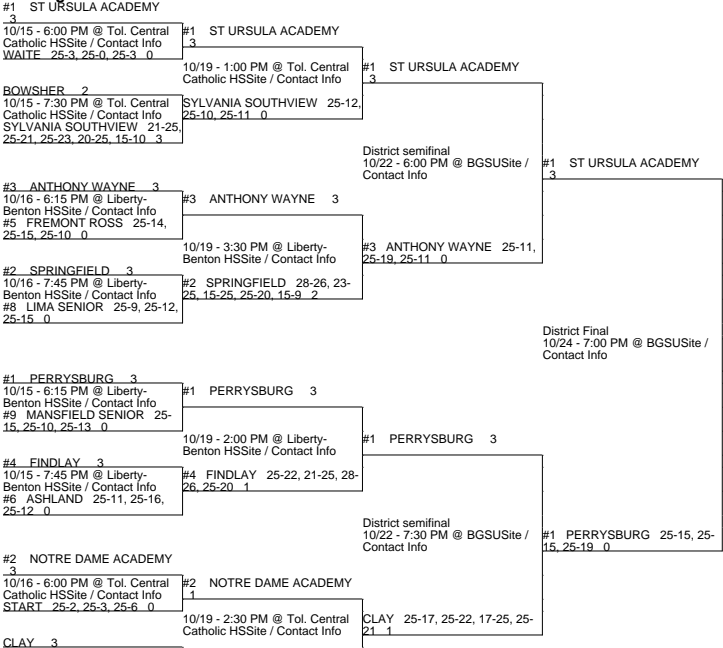 #1 ST URSULA ACADEMY
3
10/15 - 6:00 PM @ Tol. Central
Catholic HSSite / Contact Info
WAITE 25-3, 25-0, 25-3 0
BOWSHER 2
10/15 - 7:30 PM @ Tol. Central
Catholic HSSite / Contact Info
SYLVANIA SOUTHVIEW 21-25,
25-21, 25-23, 20-25, 15-10 3
#3 ANTHONY WAYNE 3
10/16 - 6:15 PM @ Liberty-
Benton HSSite / Contact Info
#5 FREMONT ROSS 25-14,
25-15, 25-10 0
#2 SPRINGFIELD 3
10/16 - 7:45 PM @ Liberty-
Benton HSSite / Contact Info
#8 LIMA SENIOR 25-9, 25-12,
25-15 0
#1 PERRYSBURG 3
10/15 - 6:15 PM @ Liberty-
Benton HSSite / Contact Info
#9 MANSFIELD SENIOR 25-
15, 25-10, 25-13 0
#4 FINDLAY 3
10/15 - 7:45 PM @ Liberty-
Benton HSSite / Contact Info
#6 ASHLAND 25-11, 25-16,
25-12 0
#2 NOTRE DAME ACADEMY
3
10/16 - 6:00 PM @ Tol. Central
Catholic HSSite / Contact Info
START 25-2, 25-3, 25-6 0
CLAY 3
#1 ST URSULA ACADEMY
3
10/19 - 1:00 PM @ Tol. Central
Catholic HSSite / Contact Info
SYLVANIA SOUTHVIEW 25-12,
25-10, 25-11 0
#3 ANTHONY WAYNE 3
10/19 - 3:30 PM @ Liberty-
Benton HSSite / Contact Info
#2 SPRINGFIELD 28-26, 23-
25, 15-25, 25-20, 15-9 2
#1 PERRYSBURG 3
10/19 - 2:00 PM @ Liberty-
Benton HSSite / Contact Info
#4 FINDLAY 25-22, 21-25, 28-
26, 25-20 1
#2 NOTRE DAME ACADEMY
1
10/19 - 2:30 PM @ Tol. Central
Catholic HSSite / Contact Info
#1 ST URSULA ACADEMY
3
District semifinal
10/22 - 6:00 PM @ BGSUSite /
Contact Info
#3 ANTHONY WAYNE 25-11,
25-19, 25-11 0
#1 PERRYSBURG 3
District semifinal
10/22 - 7:30 PM @ BGSUSite /
Contact Info
CLAY 25-17, 25-22, 17-25, 25-
21 1
#1 ST URSULA ACADEMY
3
District Final
10/24 - 7:00 PM @ BGSUSite /
Contact Info
#1 PERRYSBURG 25-15, 25-
15, 25-19 0